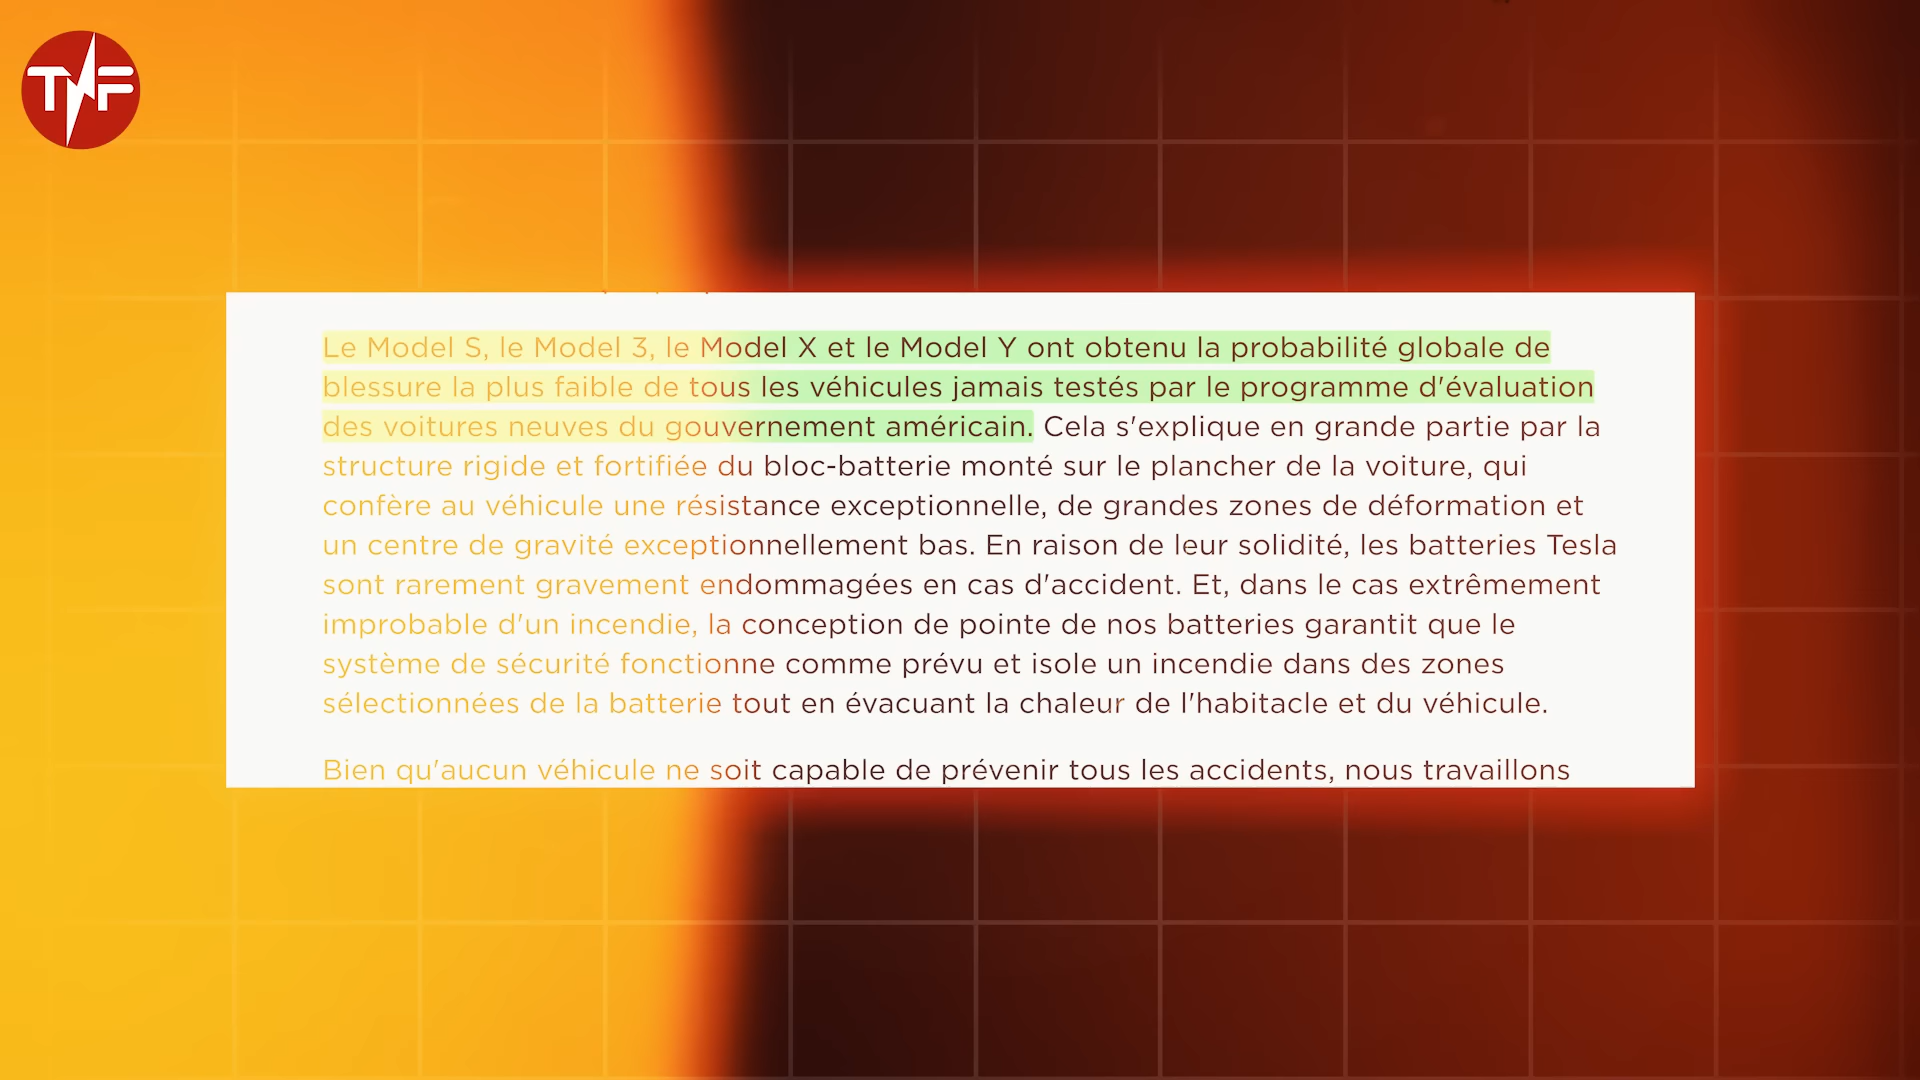 TNF
Le Model S, le Model 3, le Model X et le Model Y ont obtenu la probabilité globale de
blessure la plus faible de tous les véhicules jamais testés par le programme d'évaluation
des voitures neuves du gouvernement américain. Cela s'explique en grande partie par la
structure rigide et fortifiée du bloc-batterie monté sur le plancher de la voiture, qui
confère au véhicule une résistance exceptionnelle, de grandes zones de déformation et
un centre de gravité exceptionnellement bas. En raison de leur solidité, les batteries Tesla
sont rarement gravement endommagées en cas d'accident. Et, dans le cas extrêmement
improbable d'un incendie, la conception de pointe de nos batteries garantit que le
système de sécurité fonctionne comme prévu et isole un incendie dans des zones
sélectionnées de la batterie tout en évacuant la chaleur de l'habitacle et du véhicule.
Bien qu'aucun véhicule ne soit capable de prévenir tous les accidents, nous travaillons